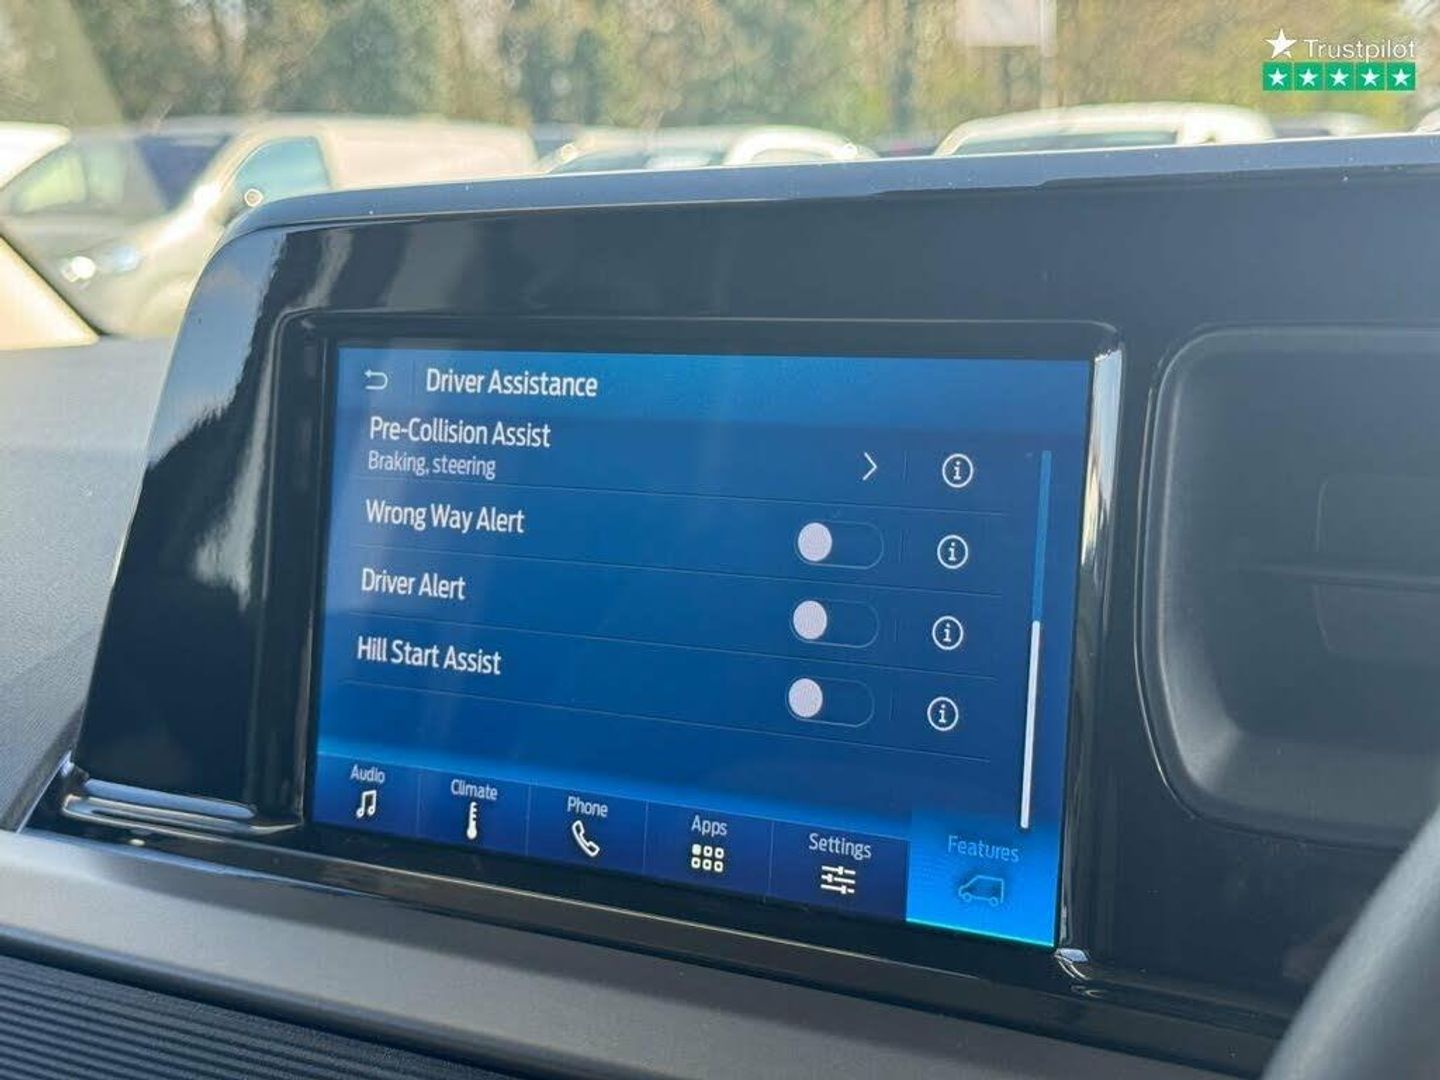 Trustpilot
Driver Assistance
Pre-Collision Assist
Braking, steering
Wrong Way Alert
Driver Alert
Hill Start Assist
Audio
Climate
Phone
Apps
Settings
Features